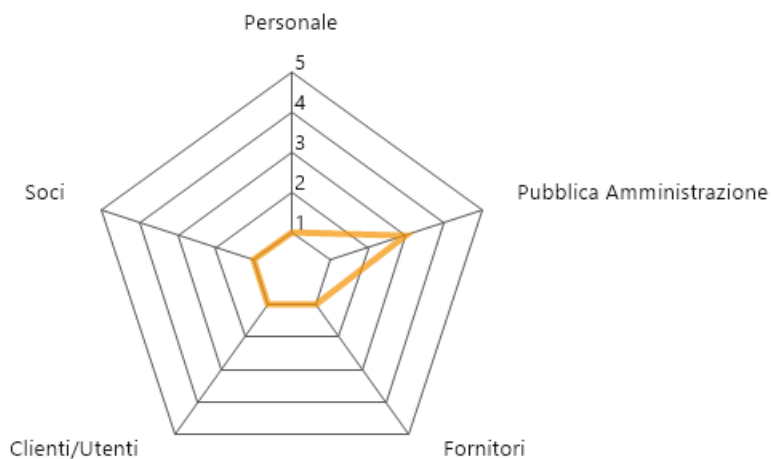 Personale
5
4
3
2
1
Soci
Pubblica Amministrazione
Clienti/Utenti
Fornitori